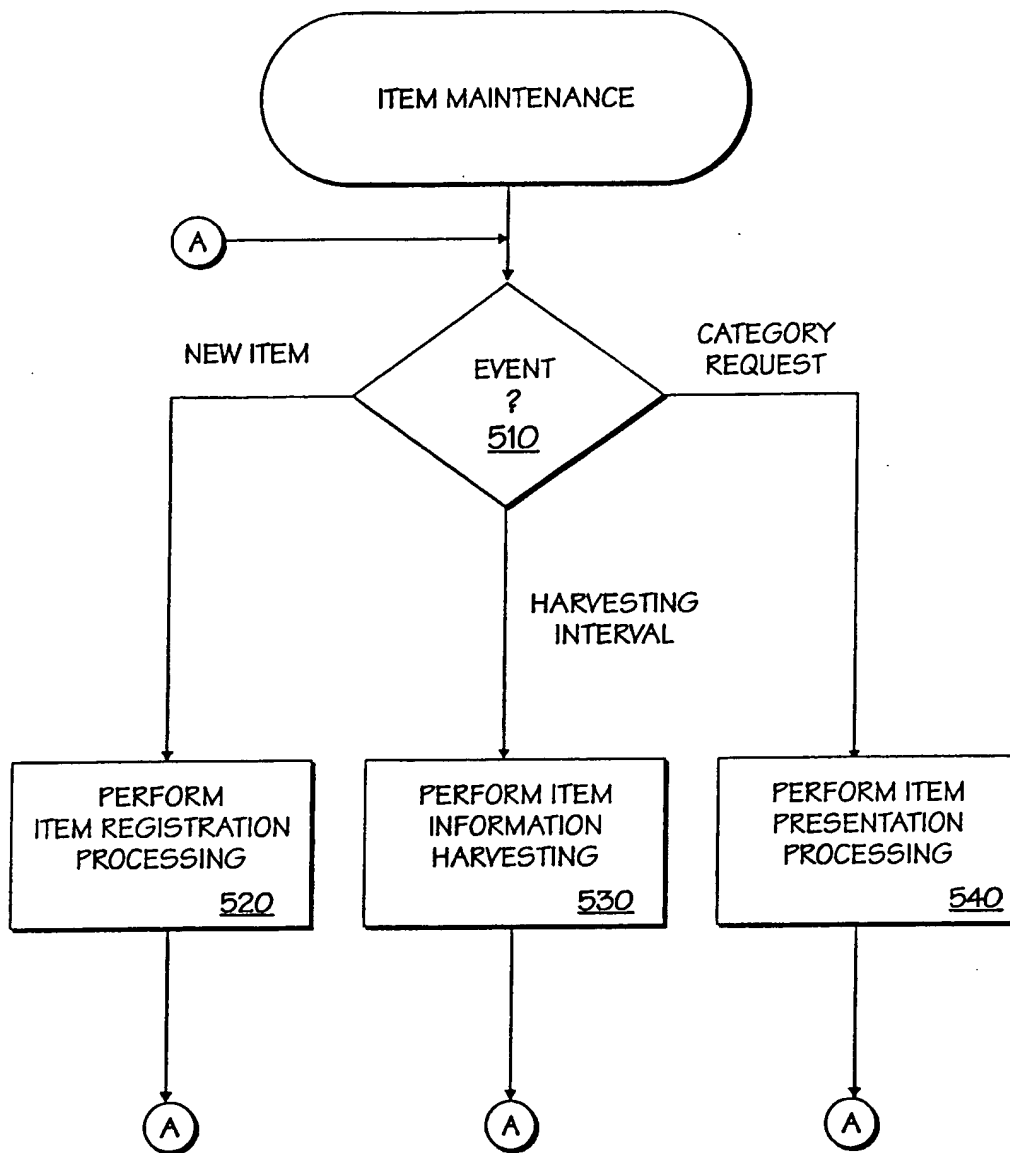 ITEM MAINTENANCE
A
NEW ITEM
EVENT
?
510
CATEGORY
REQUEST
HARVESTING
INTERVAL
PERFORM
ITEM REGISTRATION
PROCESSING
520
PERFORM ITEM
INFORMATION
HARVESTING
530
PERFORM ITEM
PRESENTATION
PROCESSING
540
A
A
A